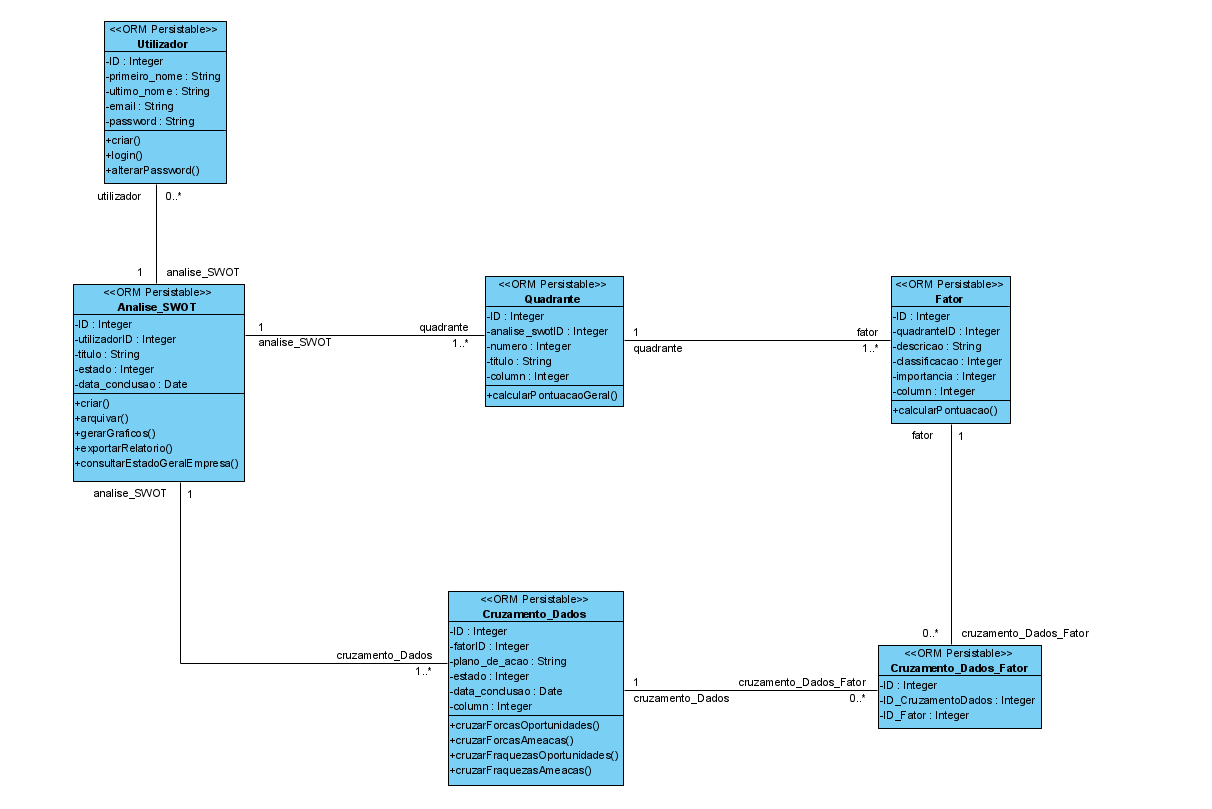 <<ORM Persistable>>
Utilizador
-ID : Integer
-primeiro_nome : String
-ultimo_nome : String
-email : String
-password : String
+criar()
+login()
+alterarPassword()
utilizador
0..*
1
analise_SWOT
<<ORM Persistable>>
Analise_SWOT
-ID : Integer
-utilizadorID : Integer
-titulo : String
-estado : Integer
-data_conclusao : Date
+criar()
+arquivar()
+gerarGraficos()
+exportarRelatorio()
+consultarEstadoGeralEmpresa()
1
analise_SWOT
quadrante
1..*
<<ORM Persistable>>
Quadrante
-ID : Integer
-analise_swotID : Integer
-numero : Integer
-titulo : String
-column : Integer
+calcularPontuacaoGeral()
1
quadrante
fator
1..*
<<ORM Persistable>>
Fator
-ID : Integer
-quadranteID : Integer
-descricao : String
-classificacao : Integer
-importancia : Integer
-column : Integer
+calcularPontuacao()
fator
1
analise_SWOT
1
cruzamento_Dados
1..*
<<ORM Persistable>>
Cruzamento_Dados
-ID : Integer
-fatorID : Integer
-plano_de_acao : String
-estado : Integer
-data_conclusao : Date
-column : Integer
+cruzarForcasOportunidades()
+cruzarForcasAmeacas()
+cruzarFraquezasOportunidades()
+cruzarFraquezasAmeacas()
1
cruzamento_Dados
cruzamento_Dados_Fator
0..*
0..*
cruzamento_Dados_Fator
<<ORM Persistable>>
Cruzamento_Dados_Fator
-ID : Integer
-ID_CruzamentoDados : Integer
-ID_Fator : Integer